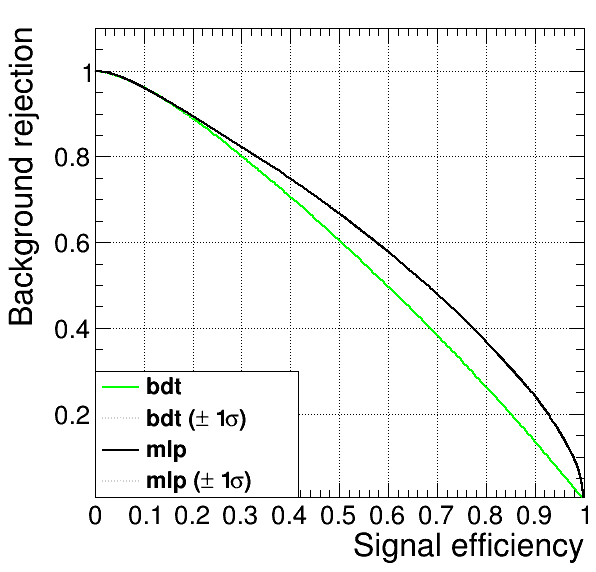 Background rejection
1
0.8
0.6
0.4
0.2
bdt
bdt (± 1σ)
mlp
mlp (± 1σ)
0 0.1 0.2 0.3 0.4 0.5 0.6 0.7 0.8 0.9 1
Signal efficiency